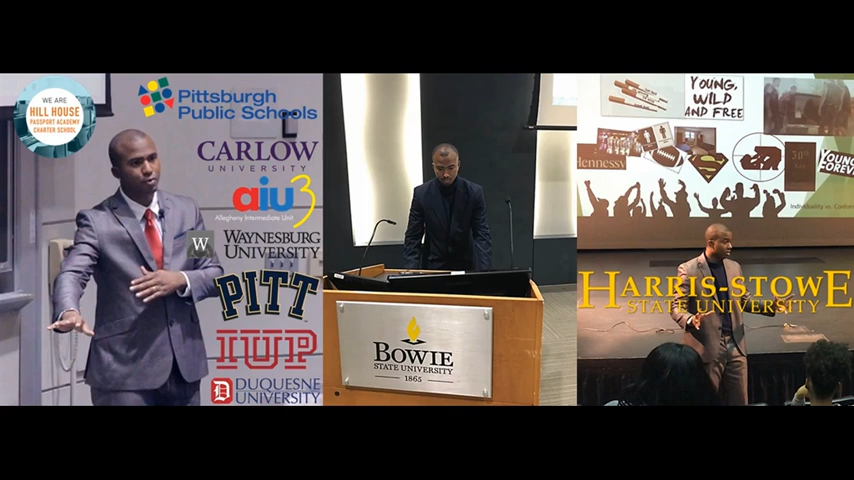 WE ARE
HILL HOUSE
PASSPORT ACADEMY
CHARTER SCHOOL
Pittsburgh
Public Schools
CARLOW
UNIVERSITY
aiu3
Allegheny Intermediate Unit
W
WAYNESBURG
UNIVERSITY
PITT
IUP
D
DUQUESNE
UNIVERSITY
BOWIE
STATE UNIVERSITY
1865
YOUNG,
WILD
AND FREE
Hennessy
30th
YOUNG
FOREVER
Individuality vs. Conform
HARRIS-STOWE
STATE UNIVERSITY